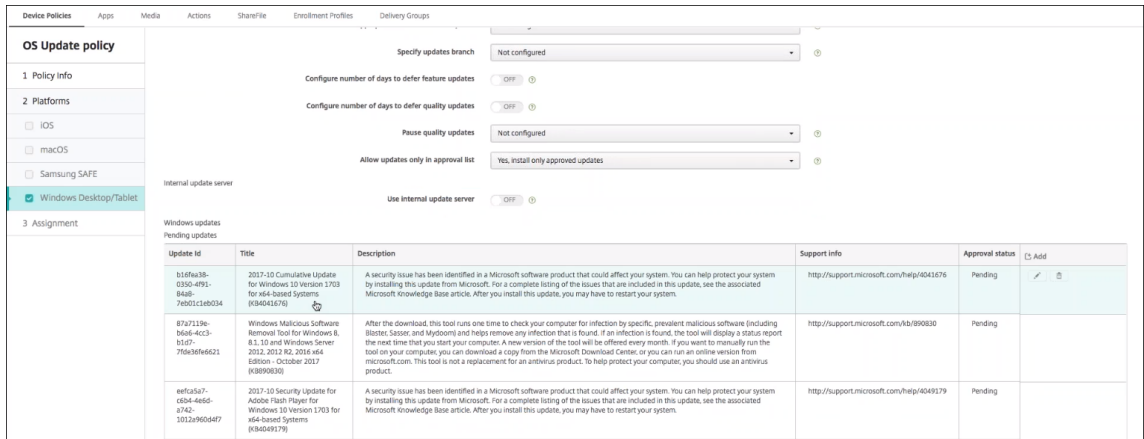 Device Policies Apps Media Actions ShareFile Enrollment Profiles Delivery Groups
OS Update policy
1 Policy Info
2 Platforms
iOS
macOS
Samsung SAFE
Windows Desktop/Tablet
3 Assignment
Specify updates branch Not configured
Configure number of days to defer feature updates OFF
Configure number of days to defer quality updates OFF
Pause quality updates Not configured
Allow updates only in approval list Yes, install only approved updates
Internal update server
Use internal update server OFF
Windows updates
Pending updates
Update Id Title Description Support info Approval status Add
b16fea38-
0350-4f91-
84a8-
7eb01c1eb034
2017-10 Cumulative Update
for Windows 10 Version 1703
for x64-based Systems
(KB4041676)
A security issue has been identified in a Microsoft software product that could affect your system. You can help protect your system
by installing this update from Microsoft. For a complete listing of the issues that are included in this update, see the associated
Microsoft Knowledge Base article. After you install this update, you may have to restart your system.
http://support.microsoft.com/help/4041676
Pending
87a7119e-
b6a6-4cc3-
b1d7-
7fde36fe6621
Windows Malicious Software
Removal Tool for Windows 8,
8.1, 10 and Windows Server
2012, 2012 R2, 2016 x64
Edition - October 2017
(KB890830)
After the download, this tool runs one time to check your computer for infection by specific, prevalent malicious software (including
Blaster, Sasser, and Mydoom) and helps remove any infection that is found. If an infection is found, the tool will display a status report
the next time that you start your computer. A new version of the tool will be offered every month. If you want to manually run the
tool on your computer, you can download a copy from the Microsoft Download Center, or you can run an online version from
microsoft.com. This tool is not a replacement for an antivirus product. To help protect your computer, you should use an antivirus
product.
http://support.microsoft.com/kb/890830
Pending
eefca5a7-
c6b4-4e6d-
a742-
1012a960d4f7
2017-10 Security Update for
Adobe Flash Player for
Windows 10 Version 1703 for
x64-based Systems
(KB4049179)
A security issue has been identified in a Microsoft software product that could affect your system. You can help protect your system
by installing this update from Microsoft. For a complete listing of the issues that are included in this update, see the associated
Microsoft Knowledge Base article. After you install this update, you may have to restart your system.
http://support.microsoft.com/help/4049179
Pending